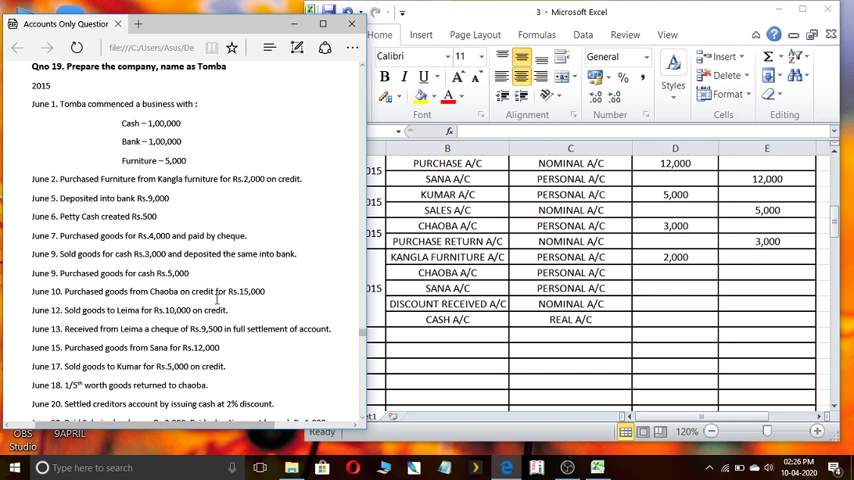 Accounts Only Question
3 - Microsoft Excel
file:///C:/Users/Asus/De
Home Insert Page Layout Formulas Data Review View
Qno 19. Prepare the company, name as Tomba
2015
June 1. Tomba commenced a business with :
Cash – 1,00,000
Bank – 1,00,000
Furniture – 5,000
June 2. Purchased Furniture from Kangla furniture for Rs.2,000 on credit.
June 5. Deposited into bank Rs.9,000
June 6. Petty Cash created Rs.500
June 7. Purchased goods for Rs.4,000 and paid by cheque.
June 9. Sold goods for cash Rs.3,000 and deposited the same into bank.
June 9. Purchased goods for cash Rs.5,000
June 10. Purchased goods from Chaoba on credit for Rs.15,000
June 12. Sold goods to Leima for Rs.10,000 on credit.
June 13. Received from Leima a cheque of Rs.9,500 in full settlement of account.
June 15. Purchased goods from Sana for Rs.12,000
June 17. Sold goods to Kumar for Rs.5,000 on credit.
June 18. 1/5th worth goods returned to chaoba.
June 20. Settled creditors account by issuing cash at 2% discount.
Calibri 11
General
Insert
Delete
Format
Styles
B I U
A A
%
Font Alignment Number Cells Editing
fx
B C D E
PURCHASE A/C NOMINAL A/C 12,000
2015
SANA A/C PERSONAL A/C 12,000
KUMAR A/C PERSONAL A/C 5,000
2015
SALES A/C NOMINAL A/C 5,000
CHAOBA A/C PERSONAL A/C 3,000
2015
PURCHASE RETURN A/C NOMINAL A/C 3,000
KANGLA FURNITURE A/C PERSONAL A/C 2,000
CHAOBA A/C PERSONAL A/C
2015
SANA A/C PERSONAL A/C
DISCOUNT RECEIVED A/C NOMINAL A/C
CASH A/C REAL A/C
Ready
120%
OBS
Studio
9APRIL
Type here to search
02:26 PM
10-04-2020
4